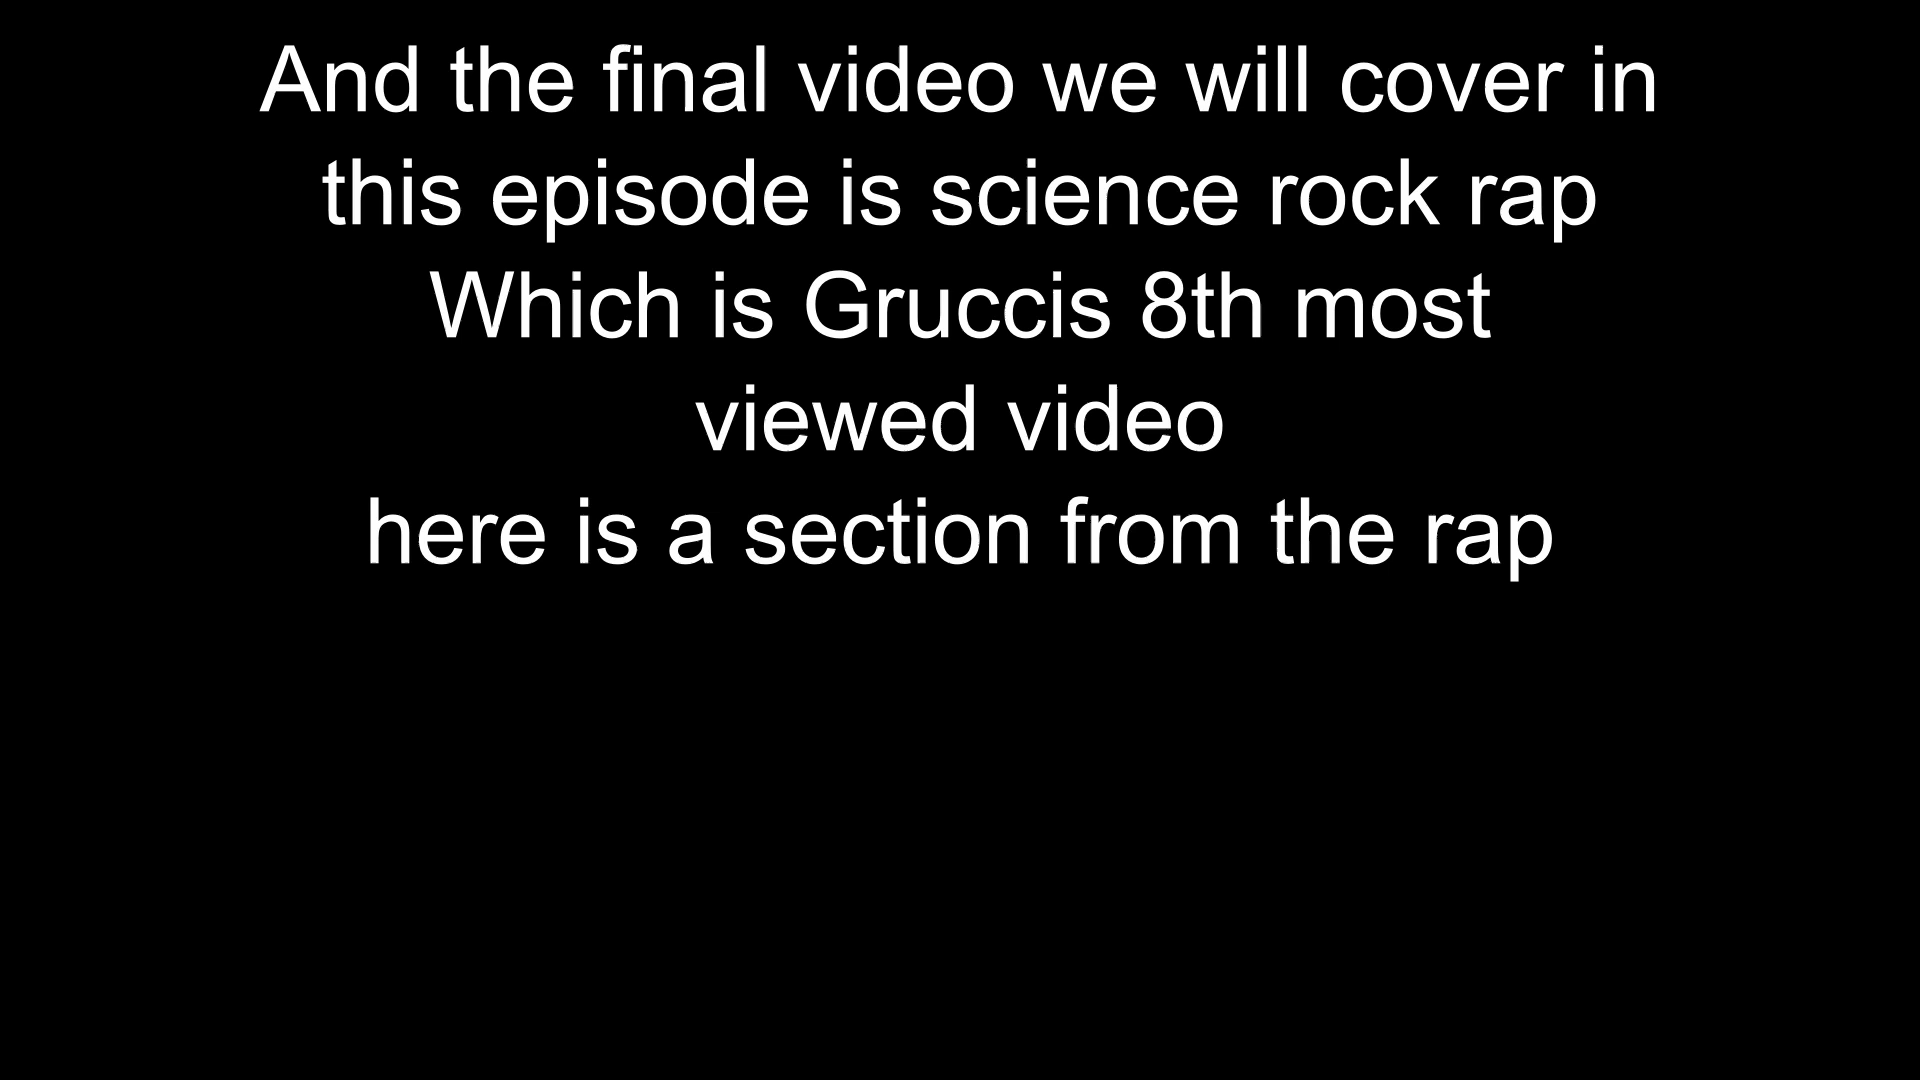 And the final video we will cover in
this episode is science rock rap
Which is Gruccis 8th most
viewed video
here is a section from the rap